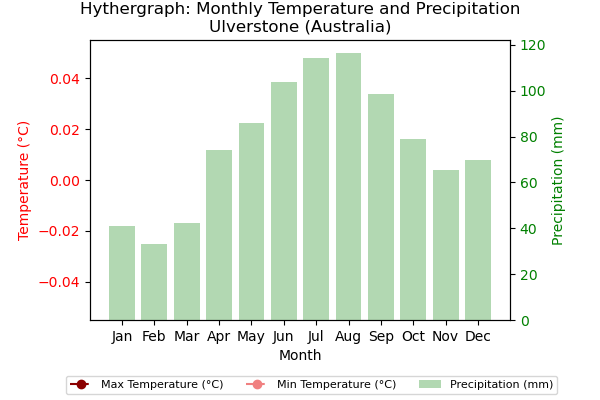 Hythergraph: Monthly Temperature and Precipitation
Ulverstone (Australia)
Temperature (°C)
0.04
0.02
0.00
−0.02
−0.04
120
100
80
60
40
20
0
Precipitation (mm)
Jan Feb Mar Apr May Jun Jul Aug Sep Oct Nov Dec
Month
Max Temperature (°C) Min Temperature (°C) Precipitation (mm)